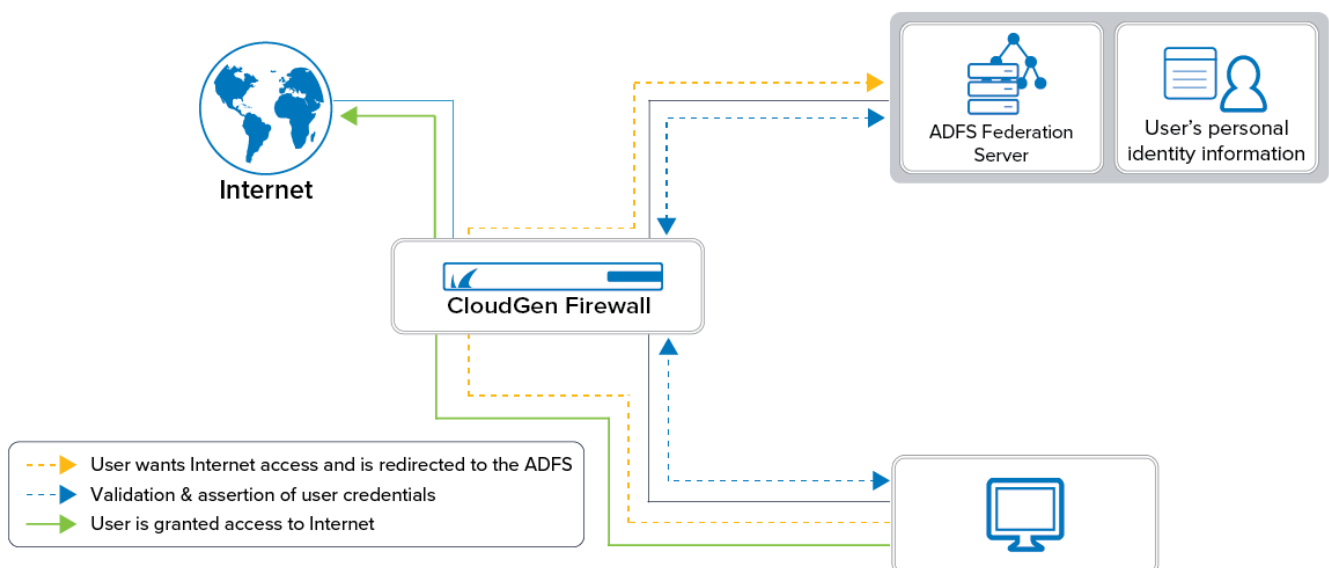 ADFS Federation
Server
User's personal
identity information
Internet
CloudGen Firewall
User wants Internet access and is redirected to the ADFS
Validation & assertion of user credentials
User is granted access to Internet